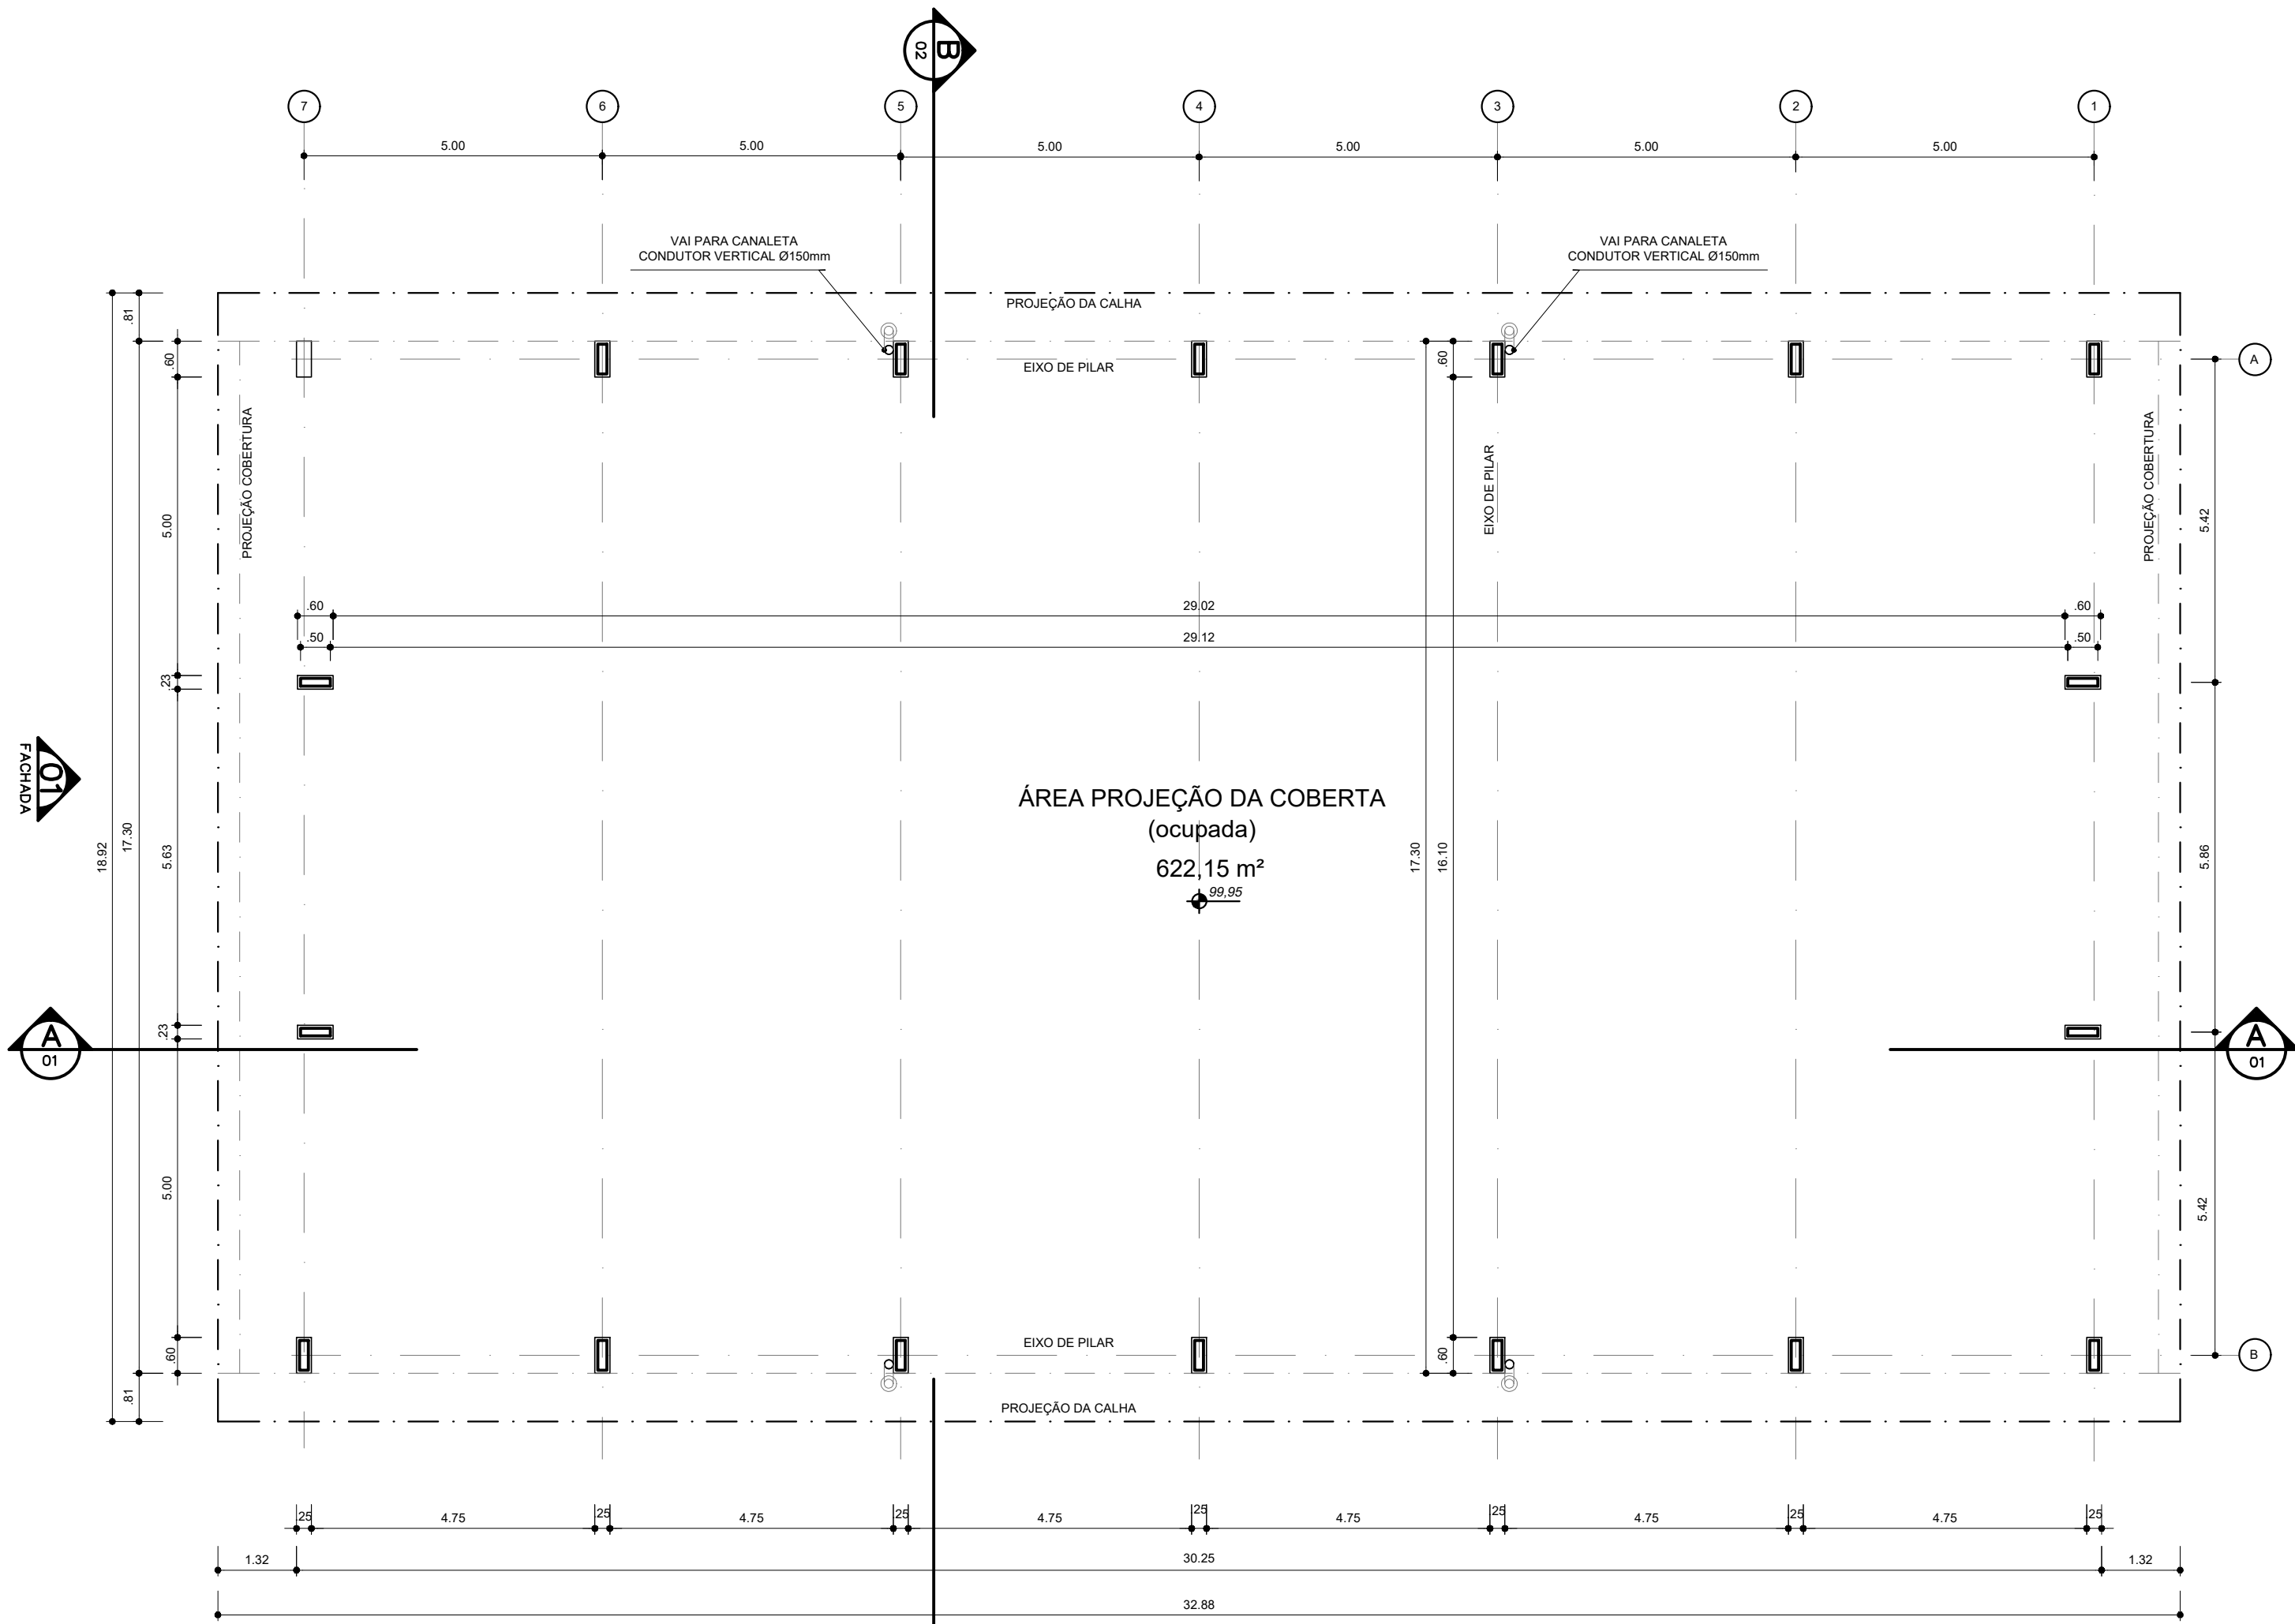 B
02
7
6
5
4
3
2
1
5.00
5.00
5.00
5.00
5.00
5.00
VAI PARA CANALETA
CONDUTOR VERTICAL Ø150mm
VAI PARA CANALETA
CONDUTOR VERTICAL Ø150mm
PROJEÇÃO DA CALHA
.81
.60
EIXO DE PILAR
.60
A
PROJEÇÃO COBERTURA
EIXO DE PILAR
PROJEÇÃO COBERTURA
5.00
5.42
.60
29.02
.60
.50
29.12
.50
.23
01
FACHADA
ÁREA PROJEÇÃO DA COBERTA
(ocupada)
622,15 m²
99,95
18.92
17.30
5.63
17.30
16.10
5.86
.23
A
01
A
01
5.00
5.42
.60
EIXO DE PILAR
.60
B
.81
PROJEÇÃO DA CALHA
.25
4.75
.25
4.75
.25
4.75
.25
4.75
.25
4.75
.25
4.75
.25
1.32
30.25
1.32
32.88